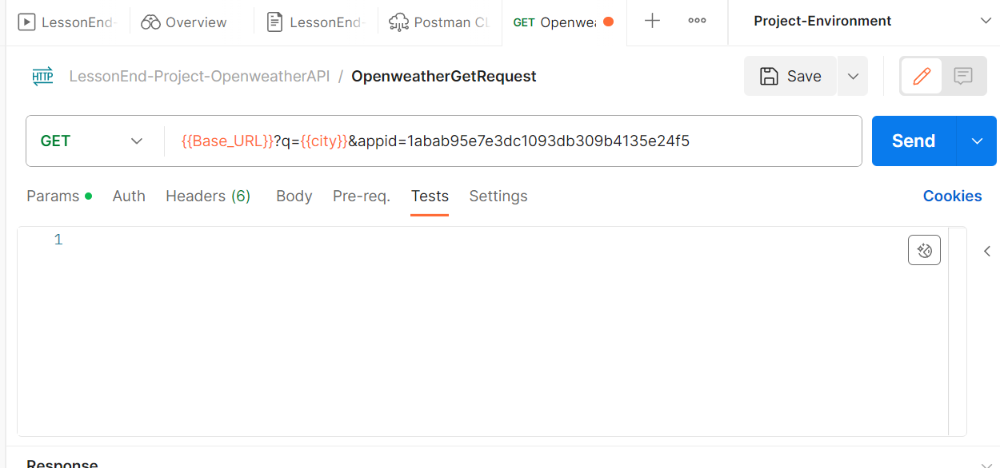 LessonEnd- Overview LessonEnd- Postman CL GET Openwea Project-Environment
HTTP LessonEnd-Project-OpenweatherAPI / OpenweatherGetRequest Save
GET {{Base_URL}}?q={{city}}&appid=1abab95e7e3dc1093db309b4135e24f5 Send
Params Auth Headers (6) Body Pre-req. Tests Settings Cookies
1
Response